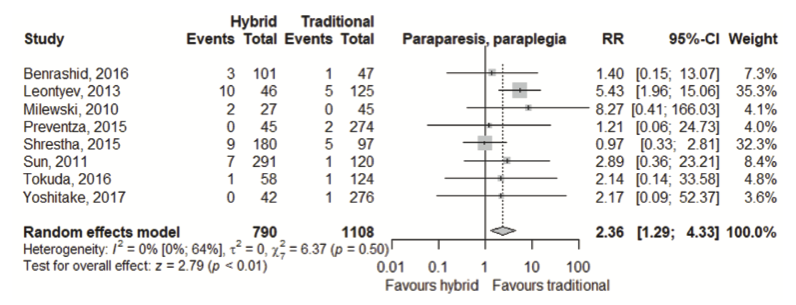 Hybrid Traditional
Study Events Total Events Total Paraparesis, paraplegia RR 95%-CI Weight
Benrashid, 2016 3 101 1 47 1.40 [0.15; 13.07] 7.3%
Leontyev, 2013 10 46 5 125 5.43 [1.96; 15.06] 35.3%
Milewski, 2010 2 27 0 45 8.27 [0.41; 166.03] 4.1%
Preventza, 2015 0 45 2 274 1.21 [0.06; 24.73] 4.0%
Shrestha, 2015 9 180 5 97 0.97 [0.33; 2.81] 32.3%
Sun, 2011 7 291 1 120 2.89 [0.36; 23.21] 8.4%
Tokuda, 2016 1 58 1 124 2.14 [0.14; 33.58] 4.8%
Yoshitake, 2017 0 42 1 276 2.17 [0.09; 52.37] 3.6%
Random effects model 790 1108 2.36 [1.29; 4.33] 100.0%
Heterogeneity: I² = 0% [0%; 64%], τ² = 0, χ²₇ = 6.37 (p = 0.50)
Test for overall effect: z = 2.79 (p < 0.01)
0.01 0.1 1 10 100
Favours hybrid Favours traditional